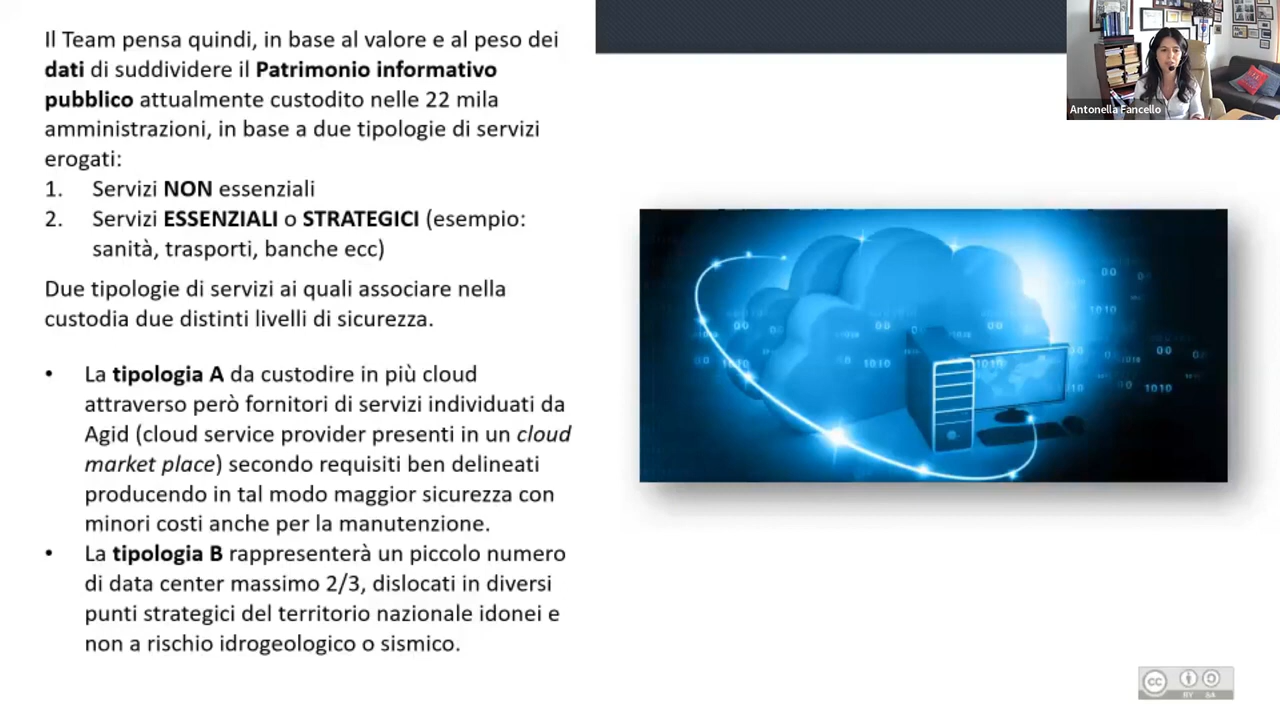 Il Team pensa quindi, in base al valore e al peso dei
dati di suddividere il Patrimonio informativo
pubblico attualmente custodito nelle 22 mila
amministrazioni, in base a due tipologie di servizi
erogati:
1. Servizi NON essenziali
2. Servizi ESSENZIALI o STRATEGICI (esempio:
sanità, trasporti, banche ecc)
Due tipologie di servizi ai quali associare nella
custodia due distinti livelli di sicurezza.
• La tipologia A da custodire in più cloud
attraverso però fornitori di servizi individuati da
Agid (cloud service provider presenti in un cloud
market place) secondo requisiti ben delineati
producendo in tal modo maggior sicurezza con
minori costi anche per la manutenzione.
• La tipologia B rappresenterà un piccolo numero
di data center massimo 2/3, dislocati in diversi
punti strategici del territorio nazionale idonei e
non a rischio idrogeologico o sismico.
Antonella Fancello
cc
BY SA